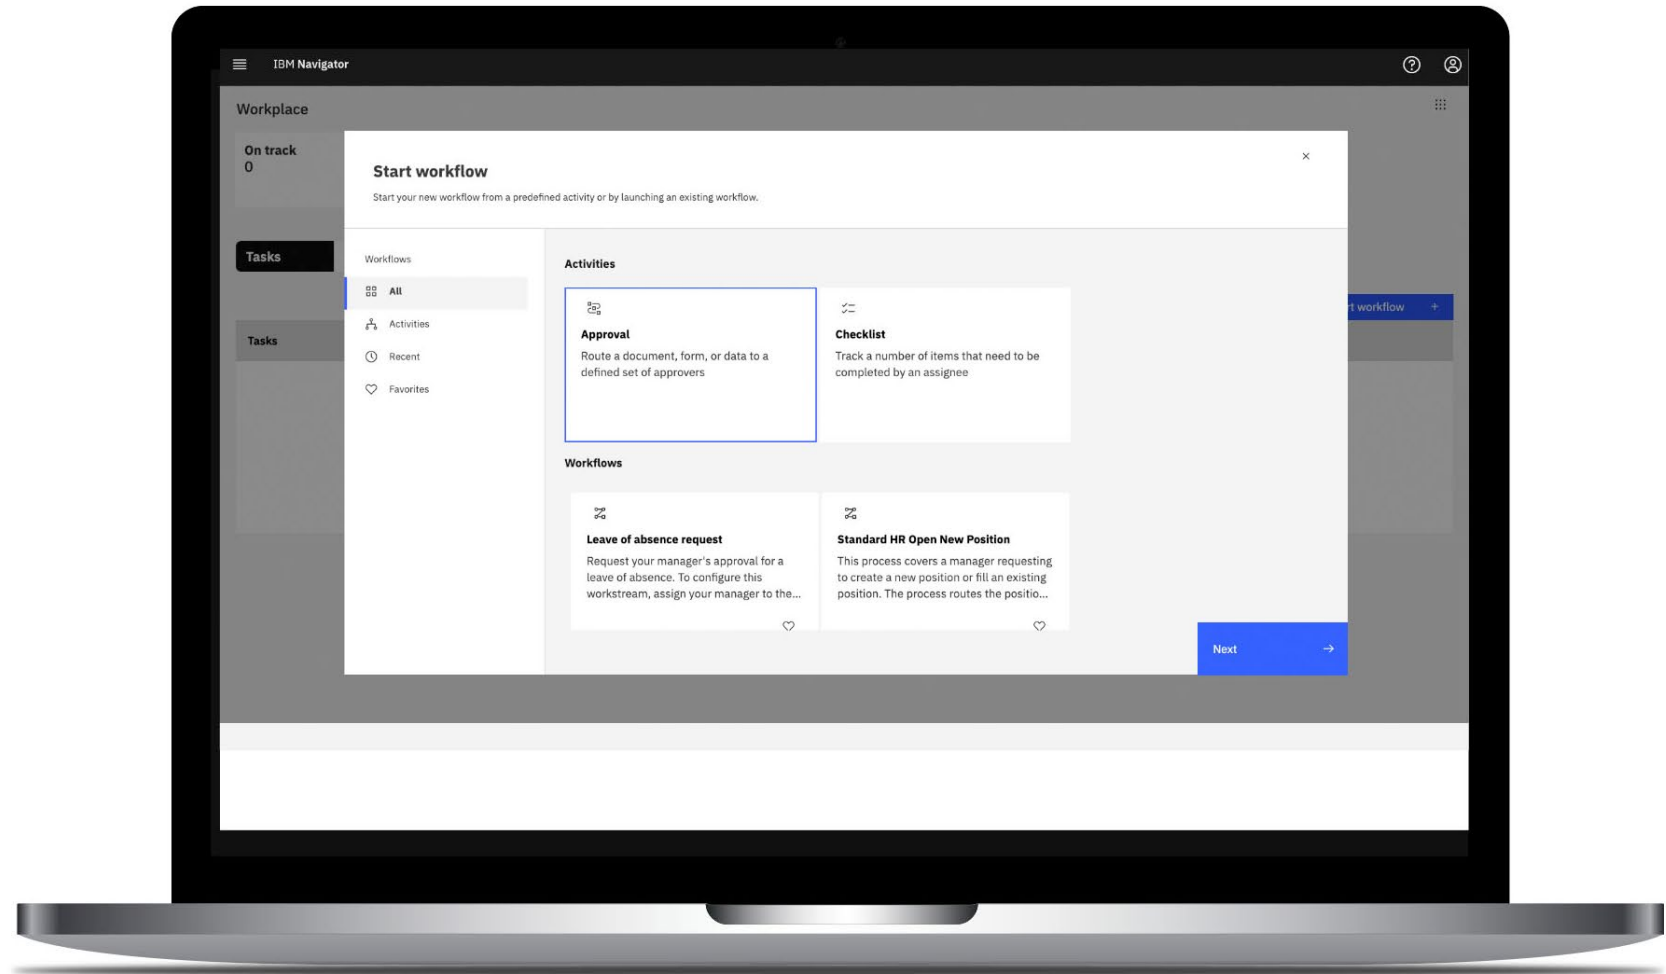 IBM Navigator
Workplace
On track
0
Tasks
Tasks
rt workflow +
Start workflow
Start your new workflow from a predefined activity or by launching an existing workflow.
Workflows
All
Activities
Recent
Favorites
Activities
Approval
Route a document, form, or data to a
defined set of approvers
Checklist
Track a number of items that need to be
completed by an assignee
Workflows
Leave of absence request
Request your manager's approval for a
leave of absence. To configure this
workstream, assign your manager to the...
Standard HR Open New Position
This process covers a manager requesting
to create a new position or fill an existing
position. The process routes the positio...
Next